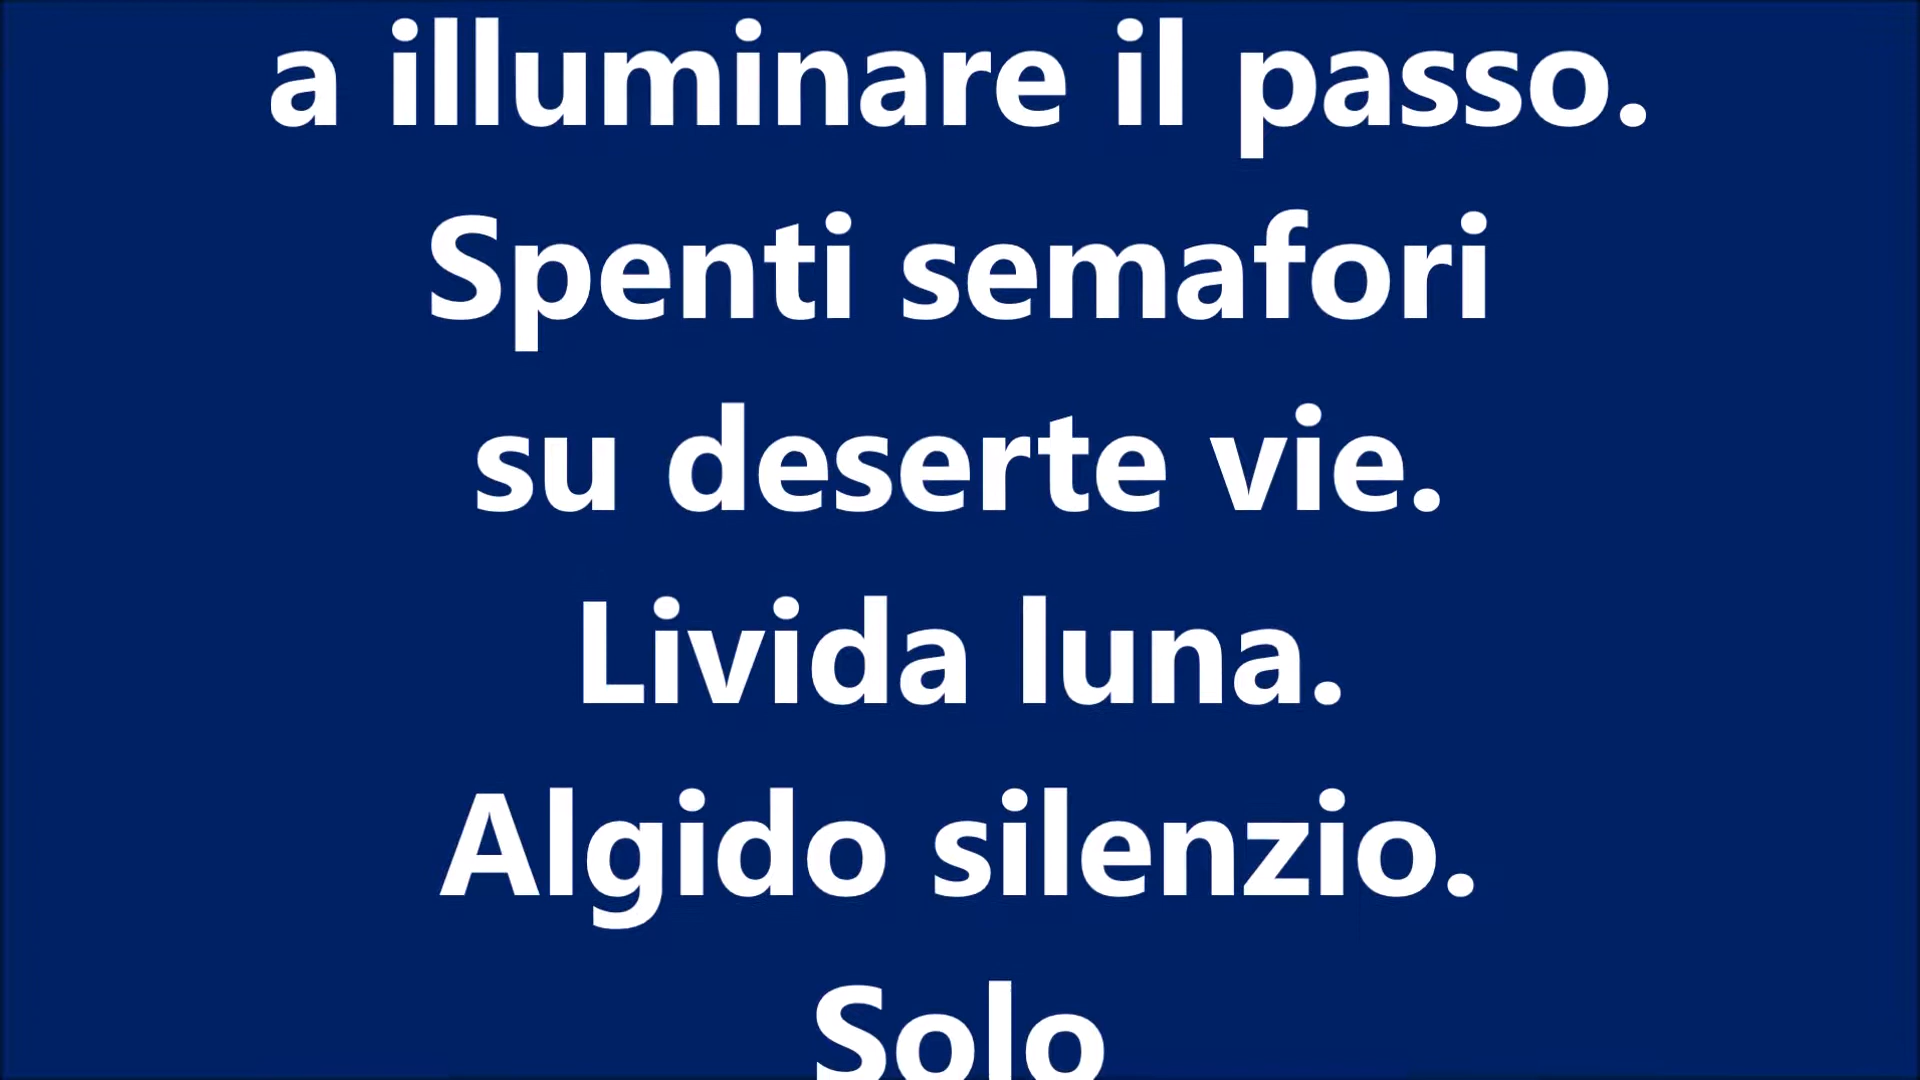 a illuminare il passo.
Spenti semafori
su deserte vie.
Livida luna.
Algido silenzio.
Solo